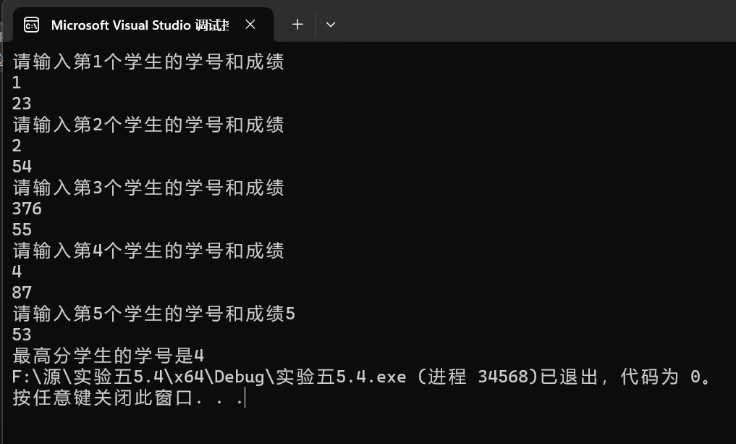 Microsoft Visual Studio 调试控
请输入第1个学生的学号和成绩
1
23
请输入第2个学生的学号和成绩
2
54
请输入第3个学生的学号和成绩
376
55
请输入第4个学生的学号和成绩
4
87
请输入第5个学生的学号和成绩5
53
最高分学生的学号是4
F:\源\实验五5.4\x64\Debug\实验五5.4.exe (进程 34568)已退出，代码为 0。
按任意键关闭此窗口. . .